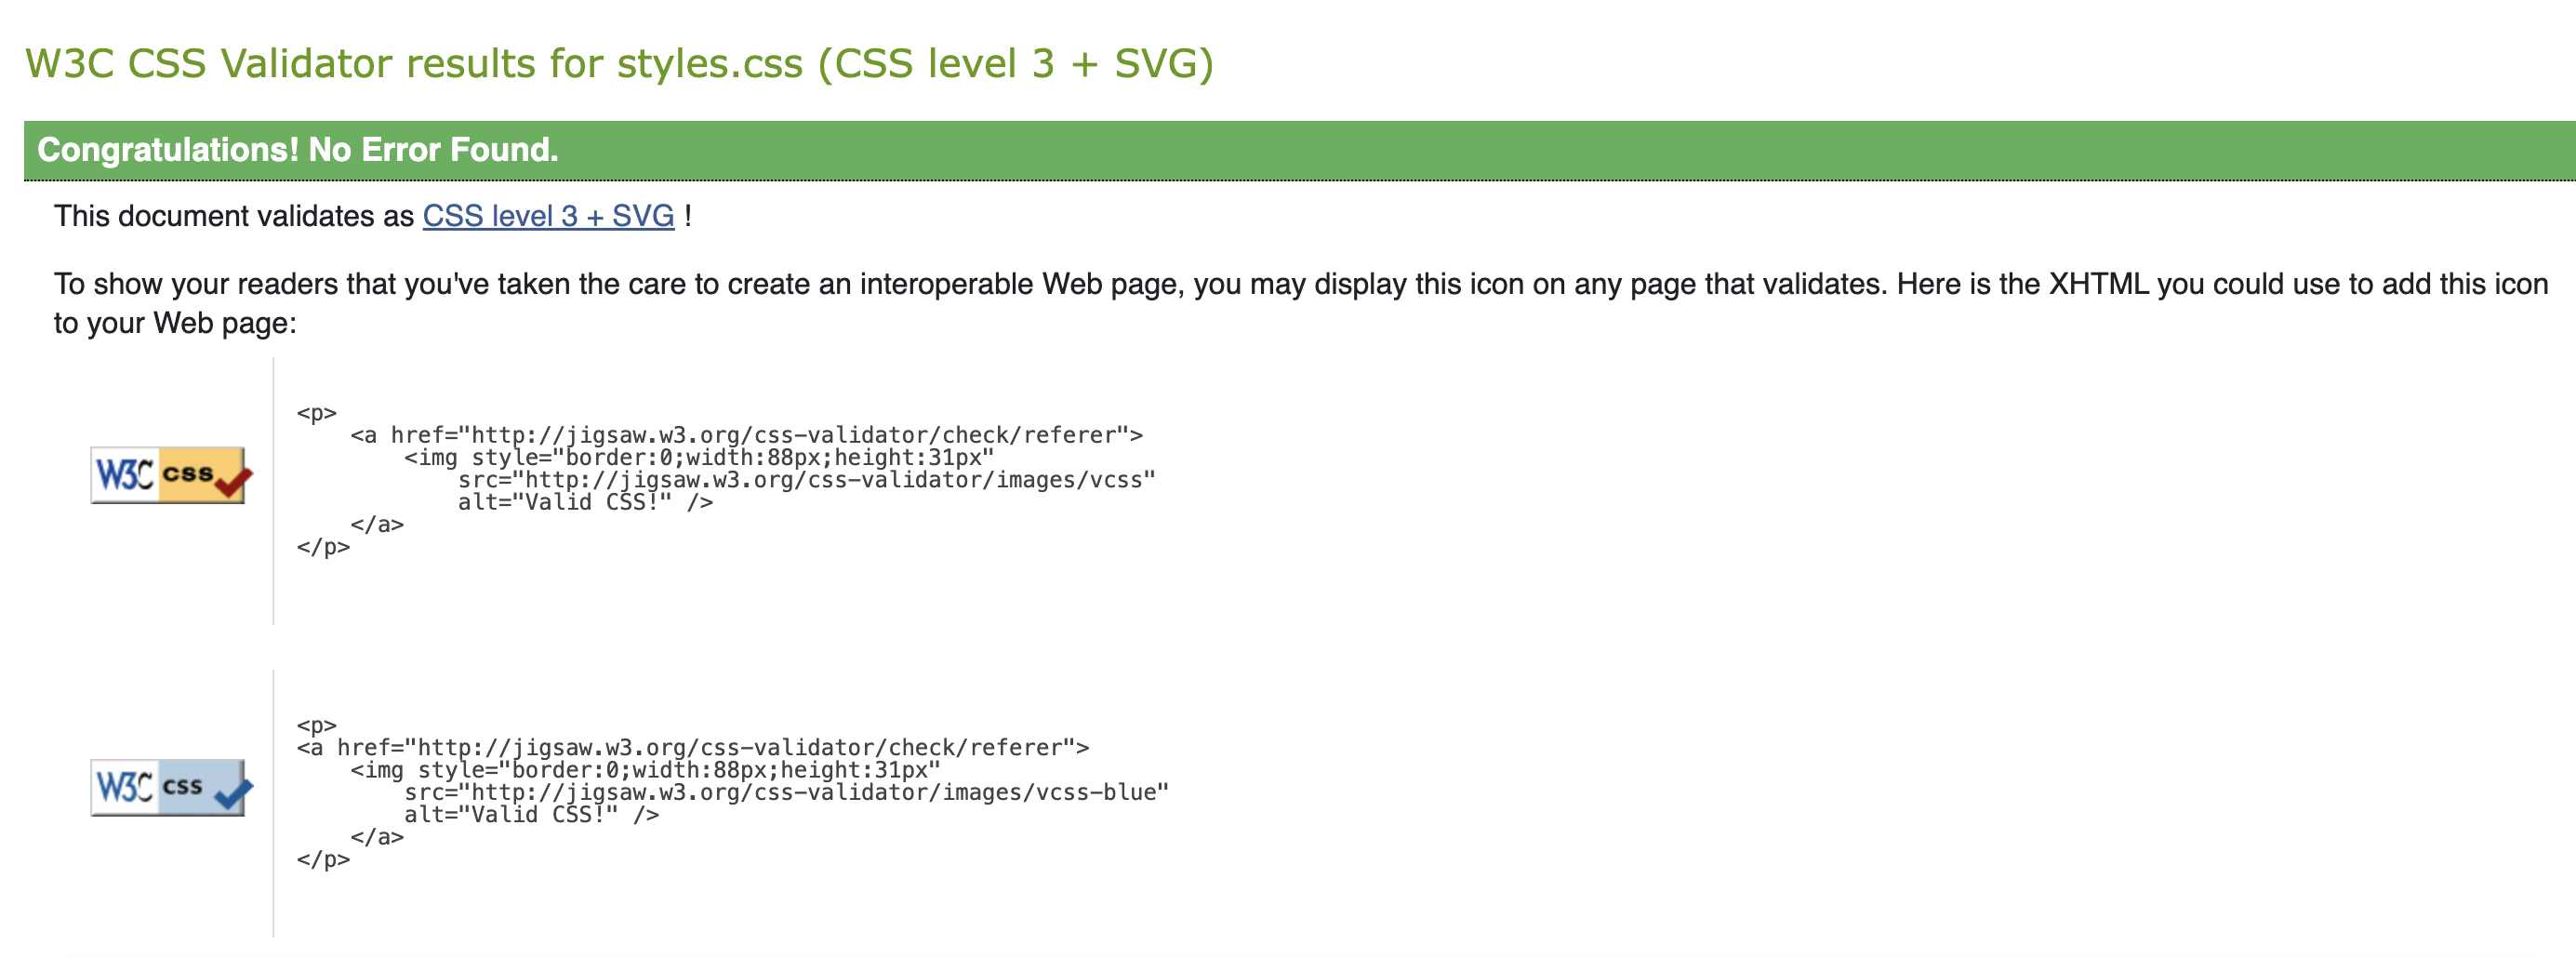 W3C CSS Validator results for styles.css (CSS level 3 + SVG)
Congratulations! No Error Found.
This document validates as CSS level 3 + SVG !
To show your readers that you've taken the care to create an interoperable Web page, you may display this icon on any page that validates. Here is the XHTML you could use to add this icon
to your Web page:
W3C css
<p>
    <a href="http://jigsaw.w3.org/css-validator/check/referer">
        <img style="border:0;width:88px;height:31px"
            src="http://jigsaw.w3.org/css-validator/images/vcss"
            alt="Valid CSS!" />
    </a>
</p>
W3C css
<p>
<a href="http://jigsaw.w3.org/css-validator/check/referer">
    <img style="border:0;width:88px;height:31px"
        src="http://jigsaw.w3.org/css-validator/images/vcss-blue"
        alt="Valid CSS!" />
    </a>
</p>